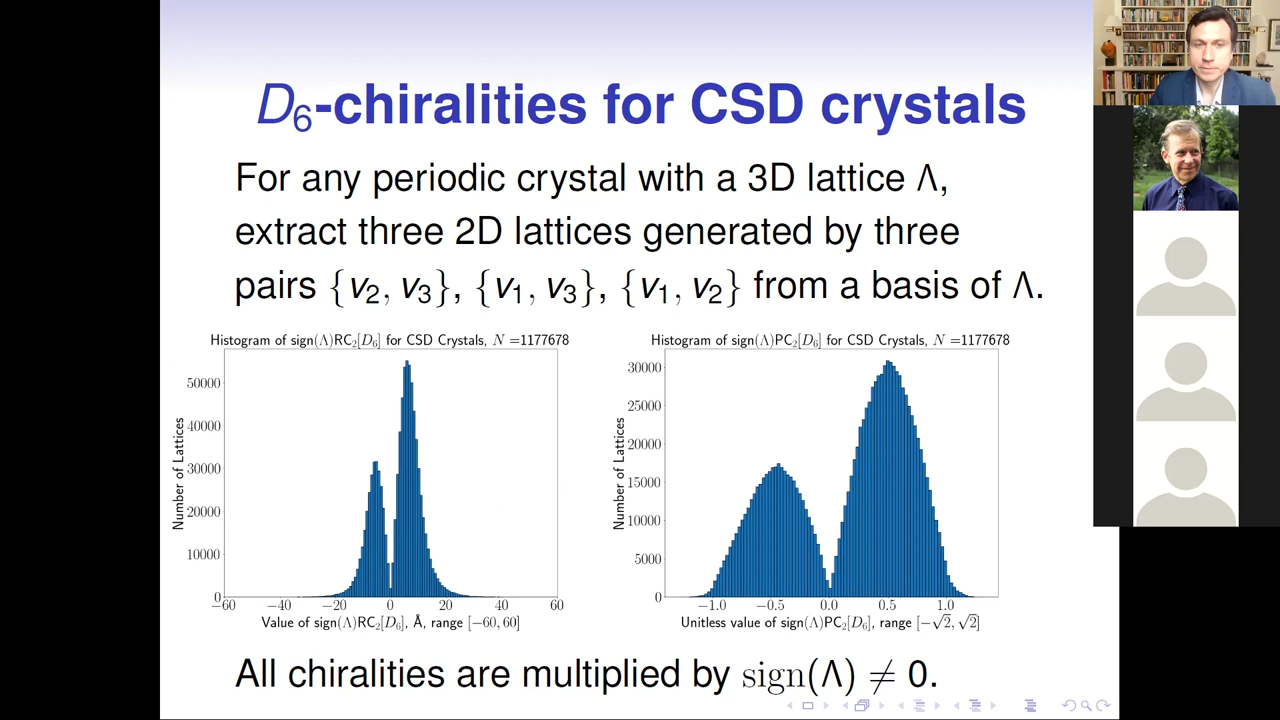 D₆-chiralities for CSD crystals
For any periodic crystal with a 3D lattice Λ,
extract three 2D lattices generated by three
pairs {v₂, v₃}, {v₁, v₃}, {v₁, v₂} from a basis of Λ.
Histogram of sign(Λ)RC₂[D₆] for CSD Crystals, N =1177678
Number of Lattices
50000
40000
30000
20000
10000
0
−60 −40 −20 0 20 40 60
Value of sign(Λ)RC₂[D₆], Å, range [−60, 60]
Histogram of sign(Λ)PC₂[D₆] for CSD Crystals, N =1177678
Number of Lattices
30000
25000
20000
15000
10000
5000
0
−1.0 −0.5 0.0 0.5 1.0
Unitless value of sign(Λ)PC₂[D₆], range [−√2, √2]
All chiralities are multiplied by sign(Λ) ≠ 0.